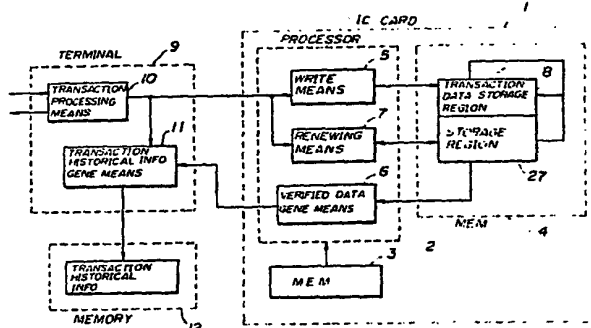 IC CARD
1
TERMINAL
9
PROCESSOR
10
TRANSACTION
PROCESSING
MEANS
5
WRITE
MEANS
8
TRANSACTION
DATA STORAGE
REGION
11
TRANSACTION
HISTORICAL INFO
GENE MEANS
7
RENEWING
MEANS
STORAGE
REGION
27
6
VERIFIED DATA
GENE MEANS
MEM
4
2
3
MEM
TRANSACTION
HISTORICAL
INFO
MEMORY
12